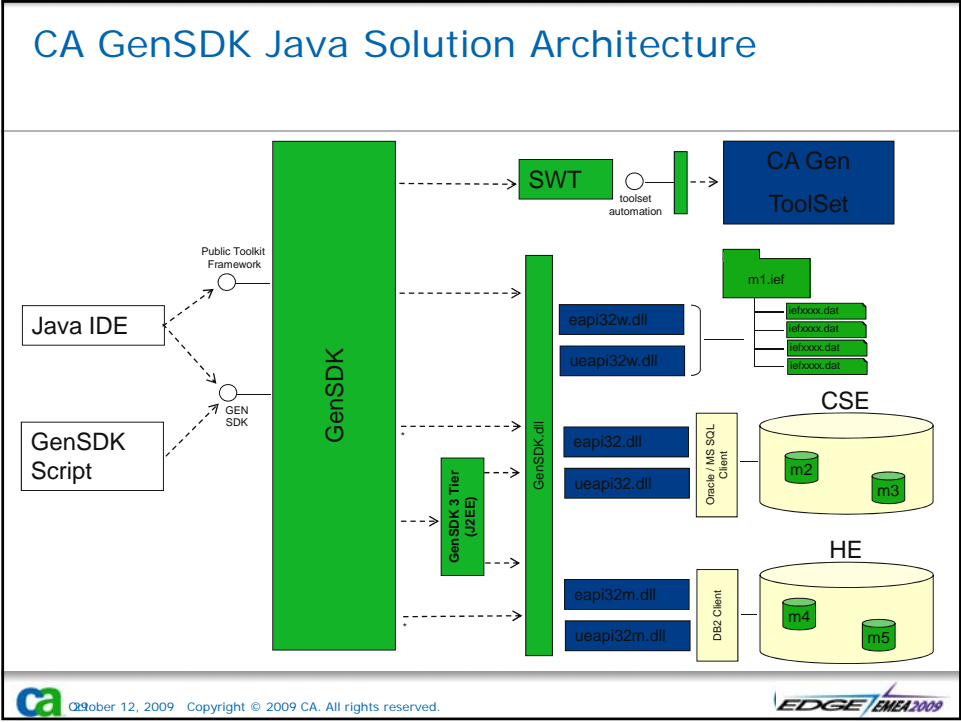 CA GenSDK Java Solution Architecture
SWT
toolset
automation
CA Gen
ToolSet
Public Toolkit
Framework
Java IDE
GEN
SDK
GenSDK
Script
GenSDK
*
*
GenSDK 3 Tier
(J2EE)
GenSDK.dll
m1.ief
iefxxxx.dat
iefxxxx.dat
iefxxxx.dat
iefxxxx.dat
eapi32w.dll
ueapi32w.dll
eapi32.dll
ueapi32.dll
Oracle / MS SQL
Client
CSE
m2
m3
eapi32m.dll
ueapi32m.dll
DB2 Client
HE
m4
m5
ca
29
October 12, 2009 Copyright © 2009 CA. All rights reserved.
EDGE EMEA2009